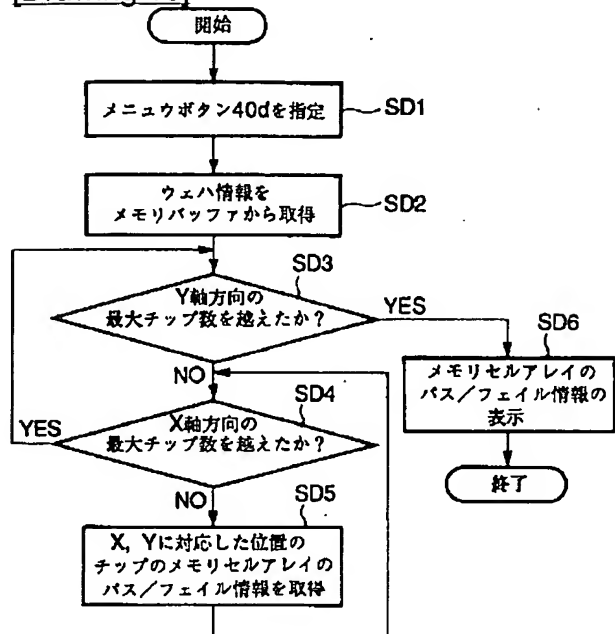 開始
メニュウボタン40dを指定
SD1
ウェハ情報を
メモリバッファから取得
SD2
SD3
Y軸方向の
最大チップ数を越えたか?
YES
NO
SD6
メモリセルアレイの
パス/フェイル情報の
表示
終了
SD4
X軸方向の
最大チップ数を越えたか?
YES
NO
SD5
X, Yに対応した位置の
チップのメモリセルアレイの
パス/フェイル情報を取得